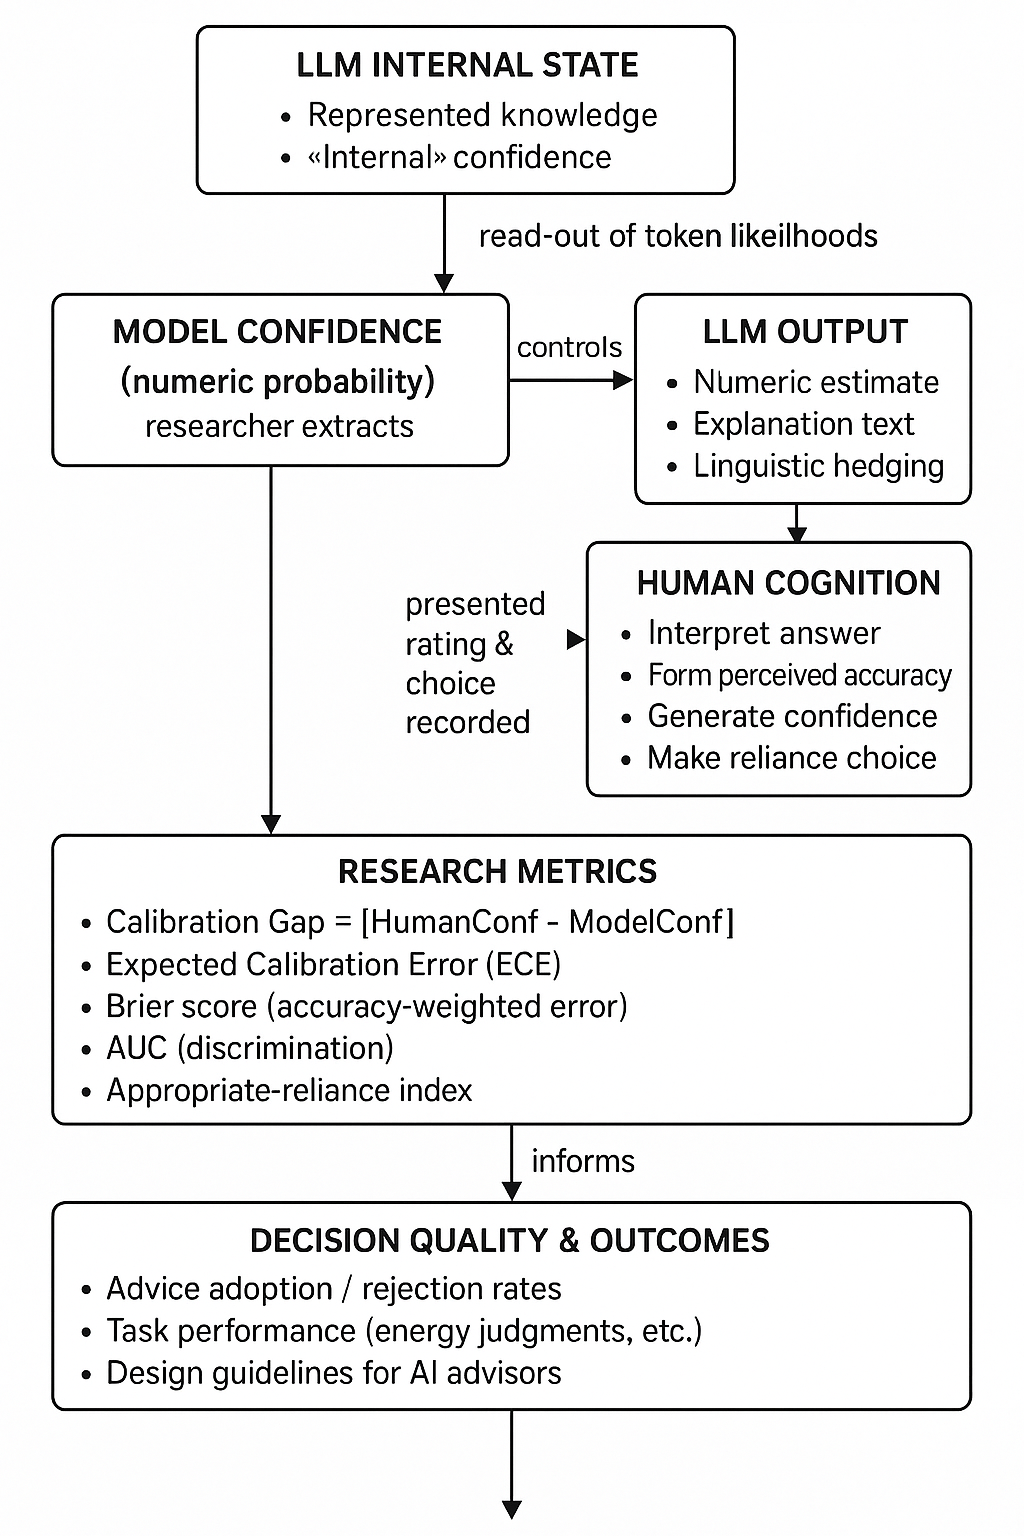 LLM INTERNAL STATE
• Represented knowledge
• «Internal» confidence
read-out of token likeilhoods
MODEL CONFIDENCE
(numeric probability)
researcher extracts
controls
LLM OUTPUT
• Numeric estimate
• Explanation text
• Linguistic hedging
presented
rating &
choice
recorded
HUMAN COGNITION
• Interpret answer
• Form perceived accuracy
• Generate confidence
• Make reliance choice
RESEARCH METRICS
• Calibration Gap = [HumanConf - ModelConf]
• Expected Calibration Error (ECE)
• Brier score (accuracy-weighted error)
• AUC (discrimination)
• Appropriate-reliance index
informs
DECISION QUALITY & OUTCOMES
• Advice adoption / rejection rates
• Task performance (energy judgments, etc.)
• Design guidelines for AI advisors